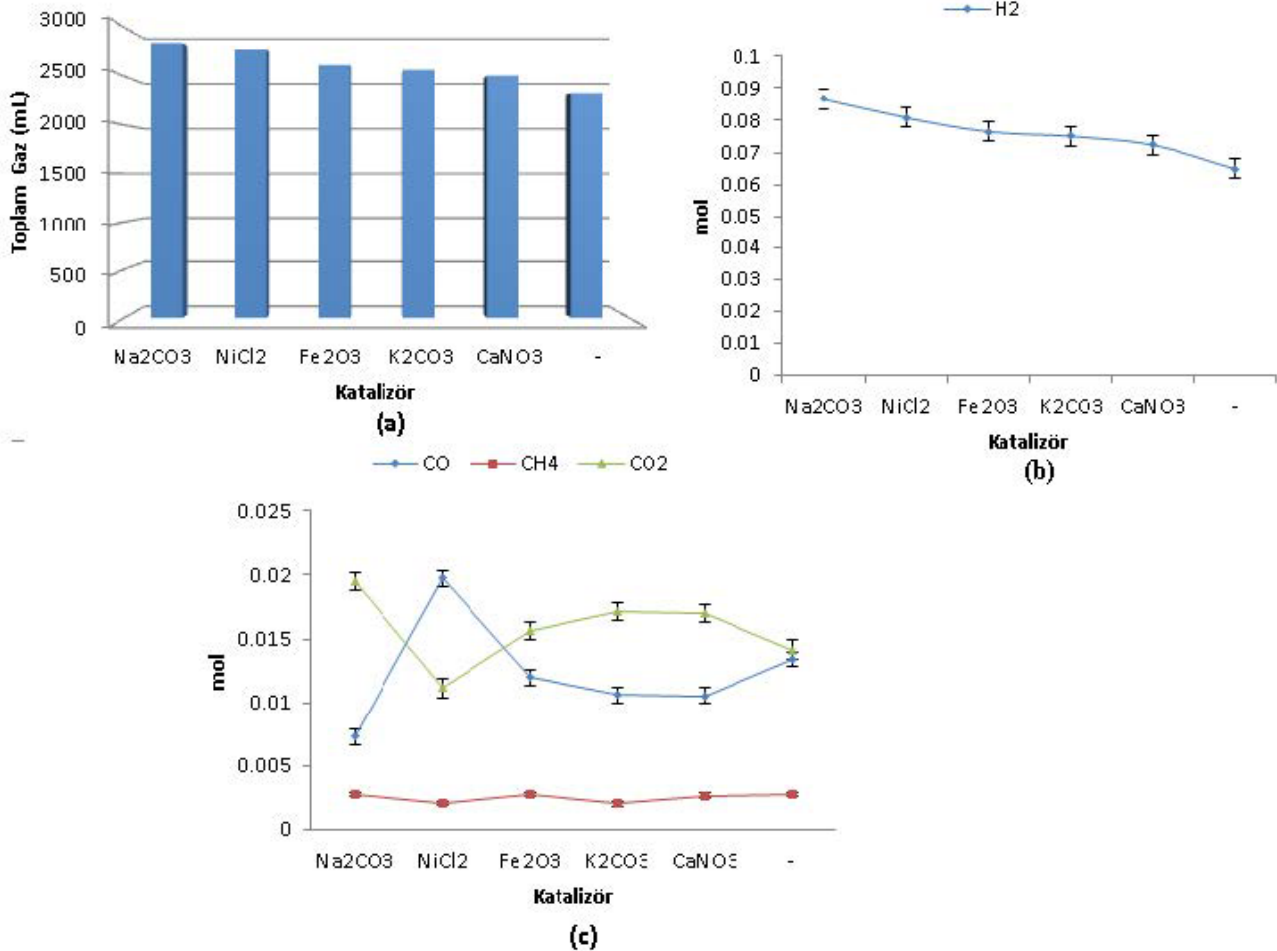 3000
2500
2000
1500
1000
500
0
Toplam Gaz (mL)
Na2CO3 NiCl2 Fe2O3 K2CO3 CaNO3 -
Katalizör
(a)
H2
0.1
0.09
0.08
0.07
0.06
0.05
0.04
0.03
0.02
0.01
0
mol
Na2CO3 NiCl2 Fe2O3 K2CO3 CaNO3 -
Katalizör
(b)
CO CH4 CO2
0.025
0.02
0.015
0.01
0.005
0
mol
Na2CO3 NiCl2 Fe2O3 K2CO3 CaNO3 -
Katalizör
(c)